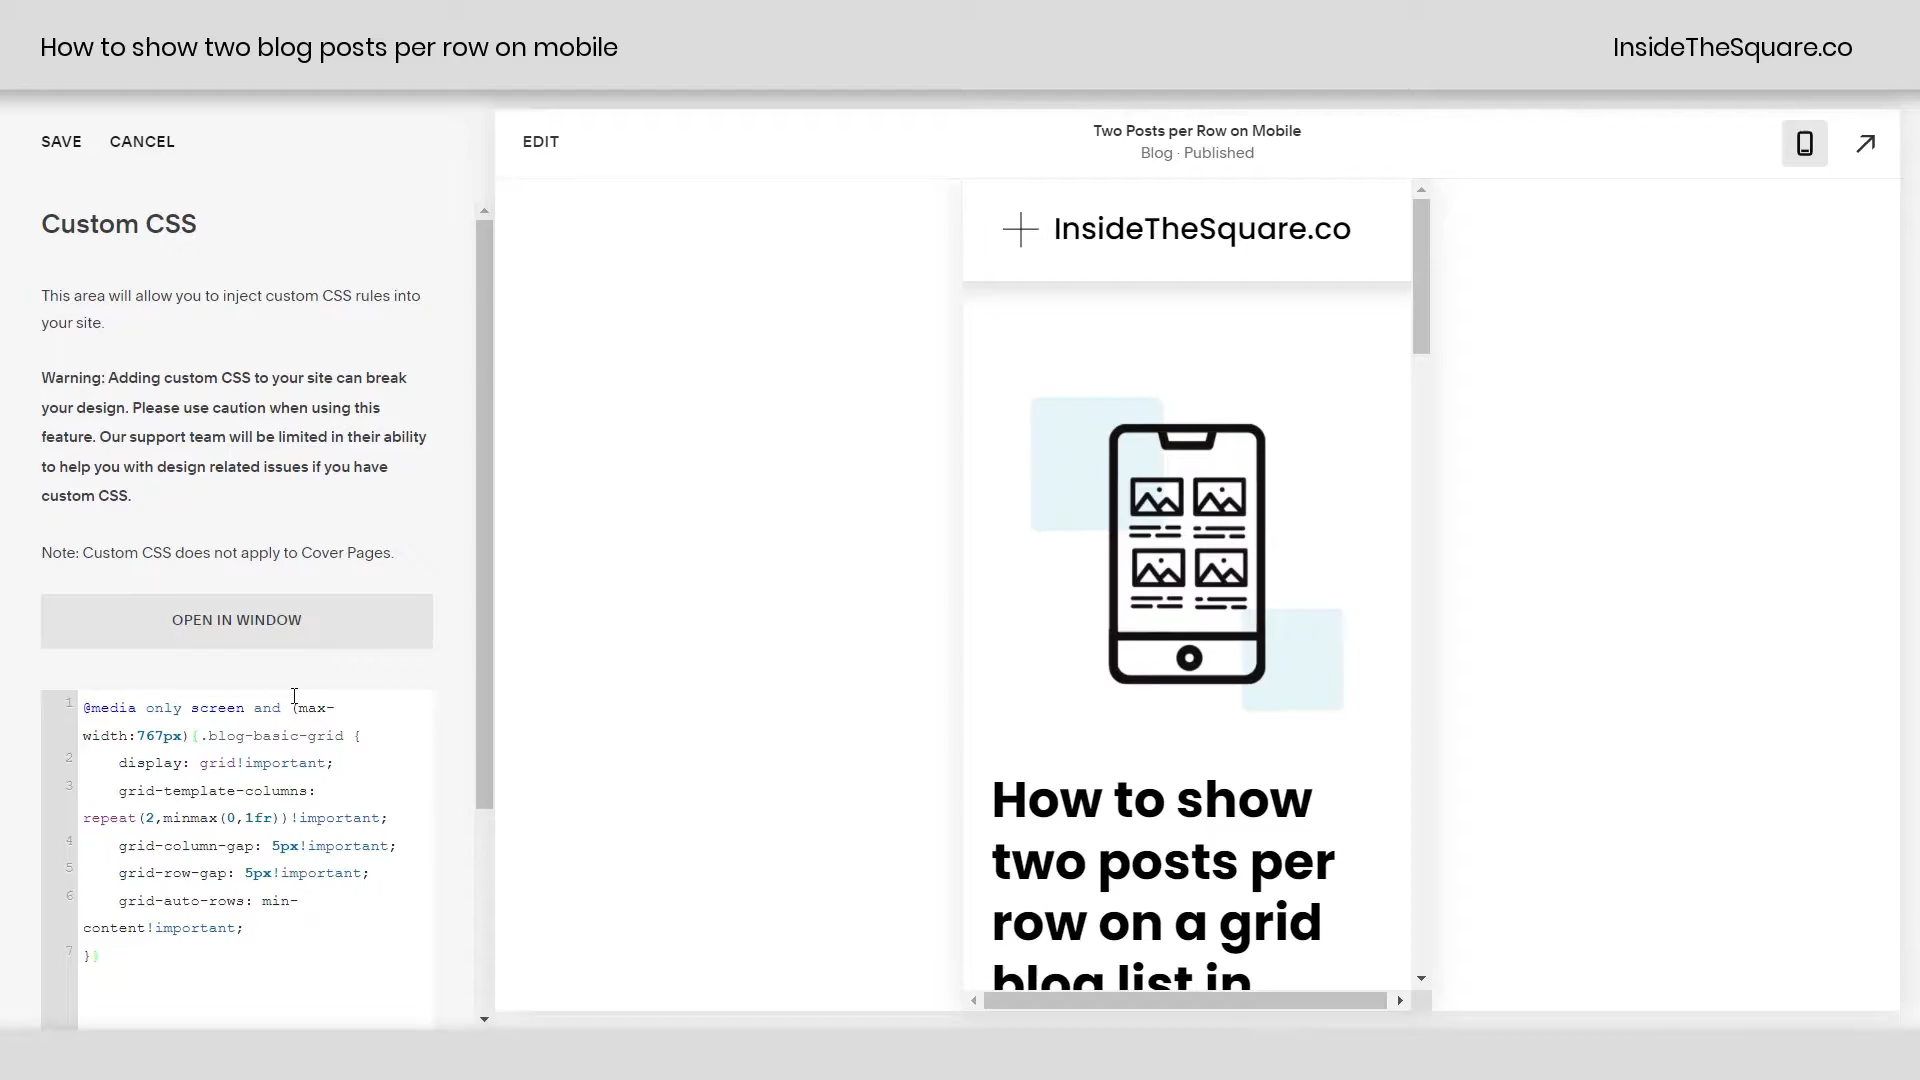 How to show two blog posts per row on mobile
InsideTheSquare.co
SAVE
CANCEL
EDIT
Two Posts per Row on Mobile
Blog · Published
Custom CSS
This area will allow you to inject custom CSS rules into
your site.
Warning: Adding custom CSS to your site can break
your design. Please use caution when using this
feature. Our support team will be limited in their ability
to help you with design related issues if you have
custom CSS.
Note: Custom CSS does not apply to Cover Pages.
OPEN IN WINDOW
1 @media only screen and (max-
width:767px){.blog-basic-grid {
2 display: grid!important;
3 grid-template-columns:
repeat(2,minmax(0,1fr))!important;
4 grid-column-gap: 5px!important;
5 grid-row-gap: 5px!important;
6 grid-auto-rows: min-
content!important;
7 }}
InsideTheSquare.co
How to show
two posts per
row on a grid
blog list in